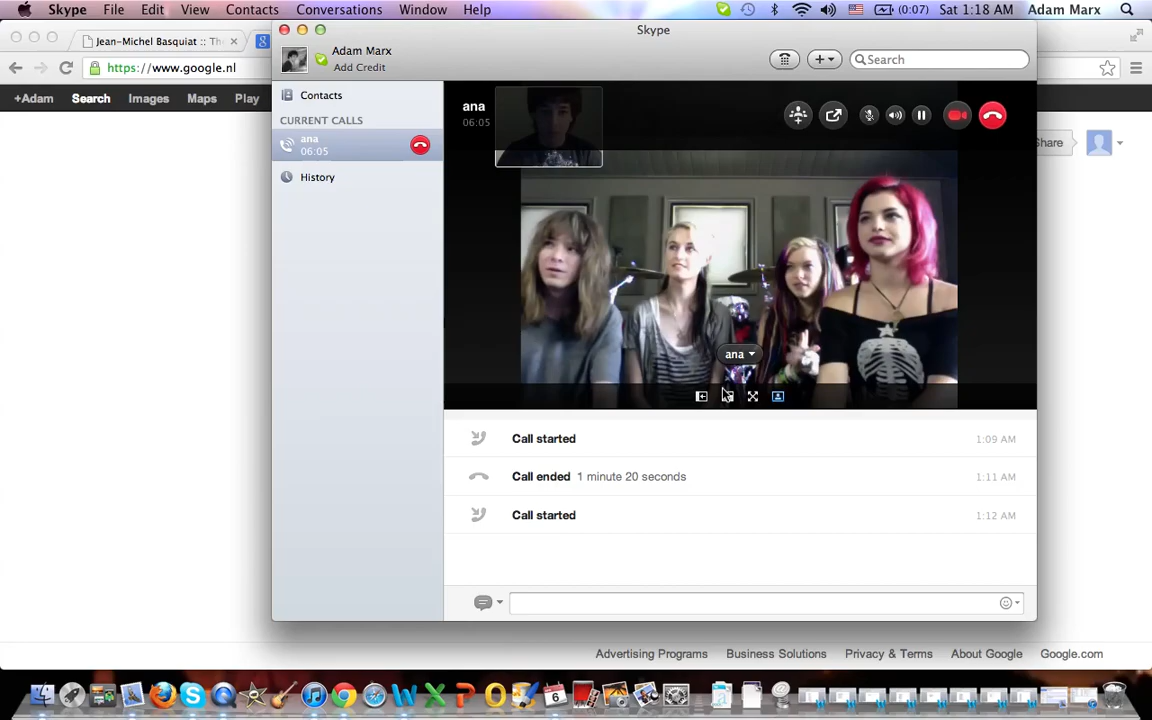 Skype File Edit View Contacts Conversations Window Help (0:07) Sat 1:18 AM Adam Marx
Skype
Jean-Michel Basquiat :: Th
https://www.google.nl
Adam Marx
Add Credit
Search
+Adam Search Images Maps Play
Share
Contacts
CURRENT CALLS
ana
06:05
History
ana
06:05
ana
Call started 1:09 AM
Call ended 1 minute 20 seconds 1:11 AM
Call started 1:12 AM
Advertising Programs Business Solutions Privacy & Terms About Google Google.com
6